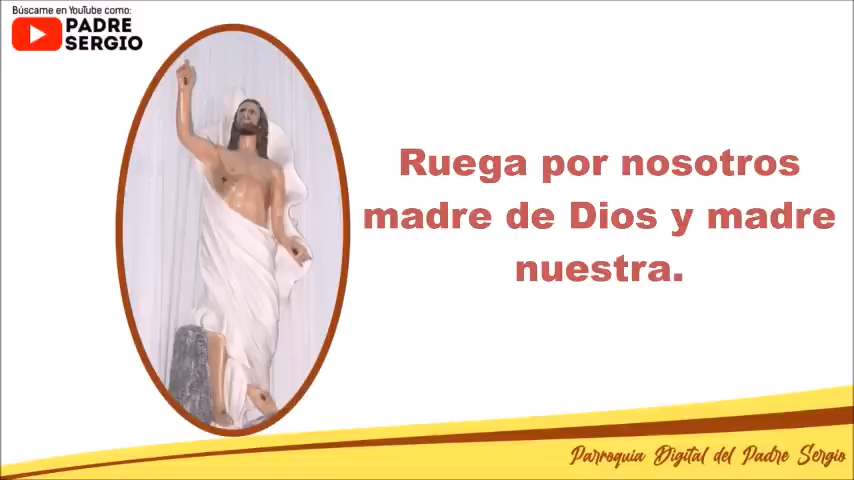 Búscame en YouTube como:
PADRE
SERGIO
Ruega por nosotros
madre de Dios y madre
nuestra.
Parroquia Digital del Padre Sergio